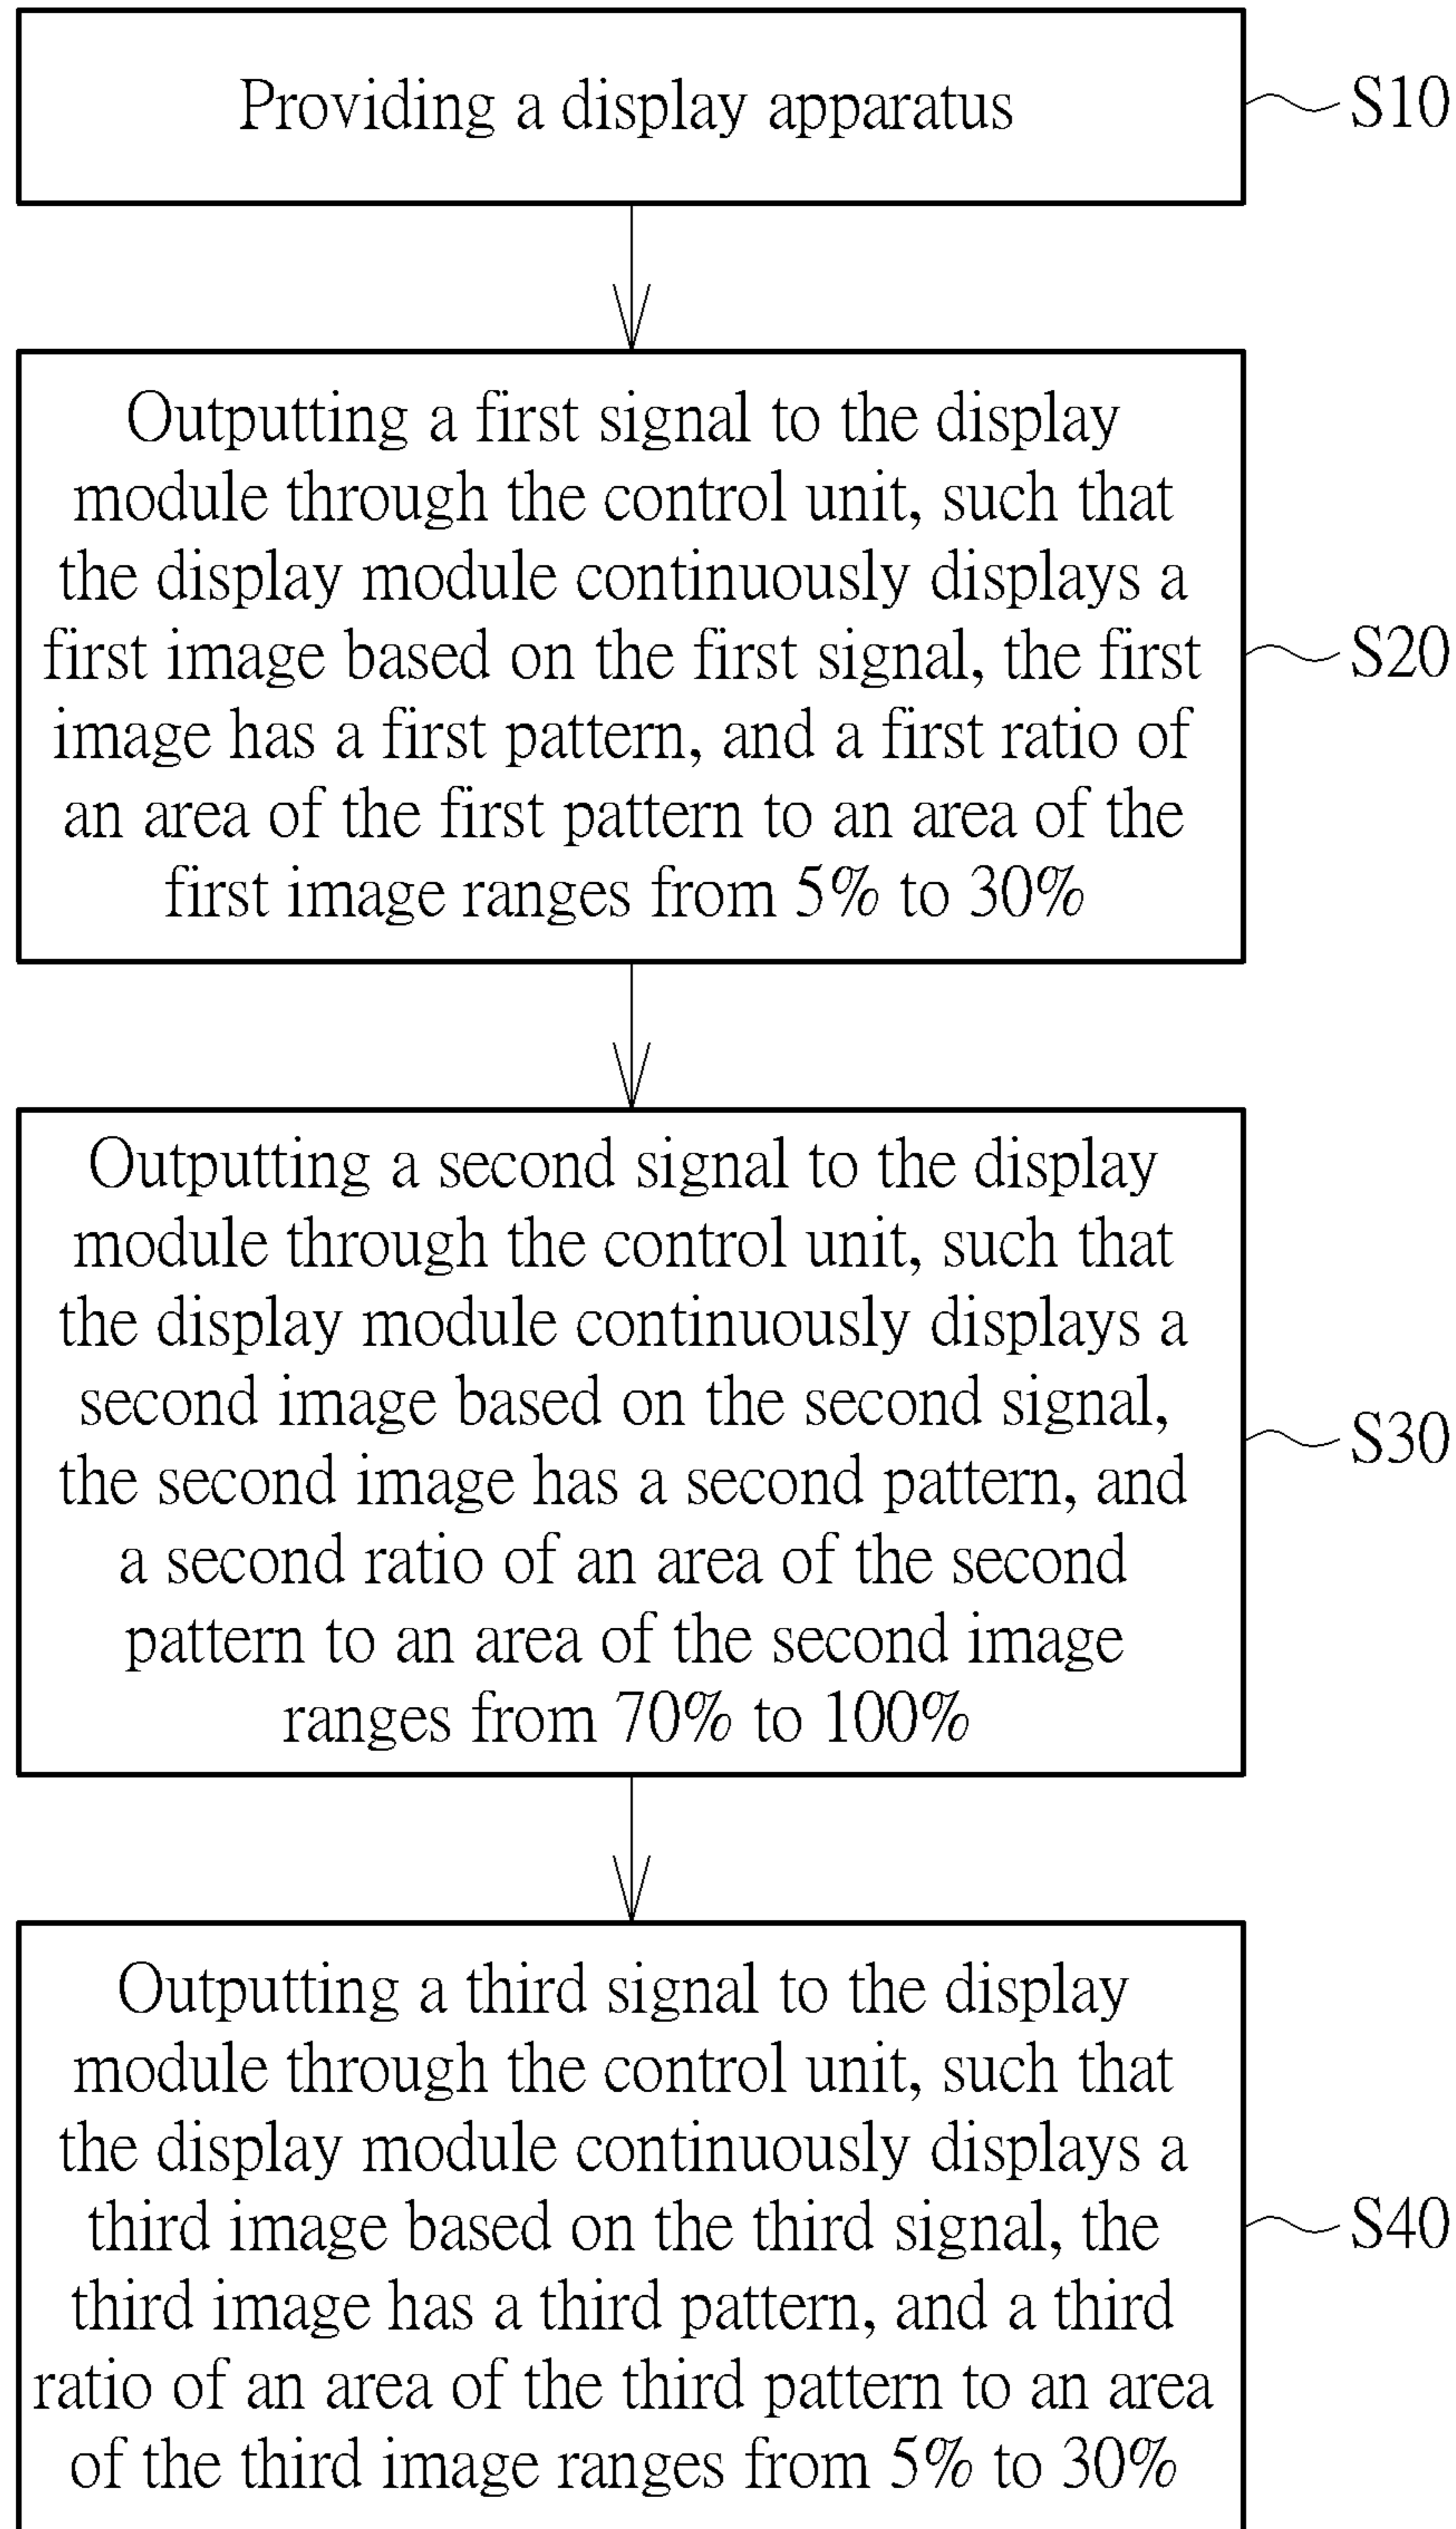 Providing a display apparatus
S10
Outputting a first signal to the display
module through the control unit, such that
the display module continuously displays a
first image based on the first signal, the first
image has a first pattern, and a first ratio of
an area of the first pattern to an area of the
first image ranges from 5% to 30%
S20
Outputting a second signal to the display
module through the control unit, such that
the display module continuously displays a
second image based on the second signal,
the second image has a second pattern, and
a second ratio of an area of the second
pattern to an area of the second image
ranges from 70% to 100%
S30
Outputting a third signal to the display
module through the control unit, such that
the display module continuously displays a
third image based on the third signal, the
third image has a third pattern, and a third
ratio of an area of the third pattern to an area
of the third image ranges from 5% to 30%
S40